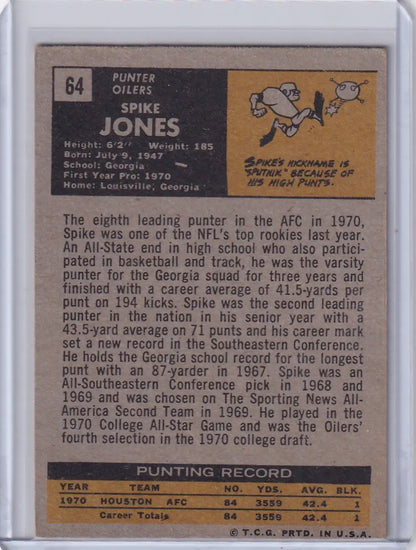 64
PUNTER
OILERS
SPIKE
JONES
Height: 6'2" Weight: 185
Born: July 9, 1947
School: Georgia
First Year Pro: 1970
Home: Louisville, Georgia
SPIKE'S NICKNAME IS
"SPUTNIK" BECAUSE OF
HIS HIGH PUNTS.
The eighth leading punter in the AFC in 1970,
Spike was one of the NFL's top rookies last year.
An All-State end in high school who also partici-
pated in basketball and track, he was the varsity
punter for the Georgia squad for three years and
finished with a career average of 41.5-yards per
punt on 194 kicks. Spike was the second leading
punter in the nation in his senior year with a
43.5-yard average on 71 punts and his career mark
set a new record in the Southeastern Conference.
He holds the Georgia school record for the longest
punt with an 87-yarder in 1967. Spike was an
All-Southeastern Conference pick in 1968 and
1969 and was chosen on The Sporting News All-
America Second Team in 1969. He played in the
1970 College All-Star Game and was the Oilers'
fourth selection in the 1970 college draft.
PUNTING RECORD
YEAR TEAM NO. YDS. AVG. BLK.
1970 HOUSTON AFC 84 3559 42.4 1
Career Totals 84 3559 42.4 1
© T.C.G. PRTD. IN U.S.A.